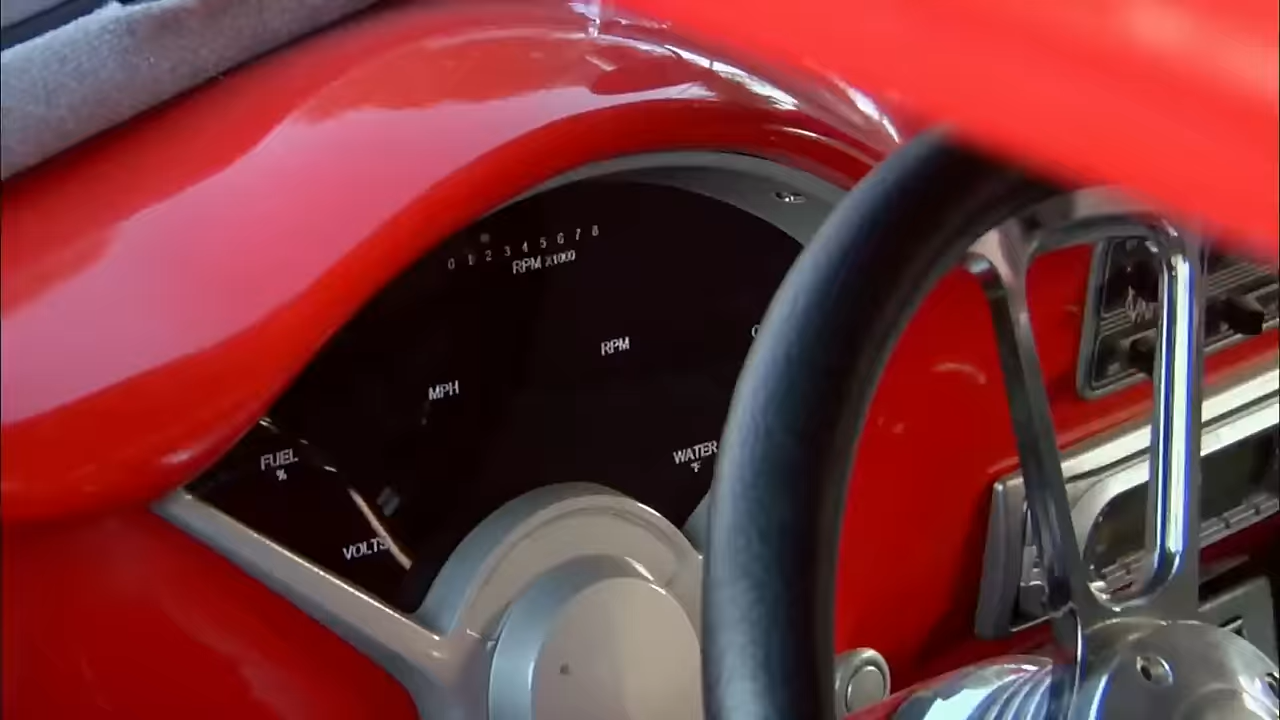 0 1 2 3 4 5 6 7 8
RPM X1000
RPM
MPH
FUEL
%
WATER
°F
VOLTS